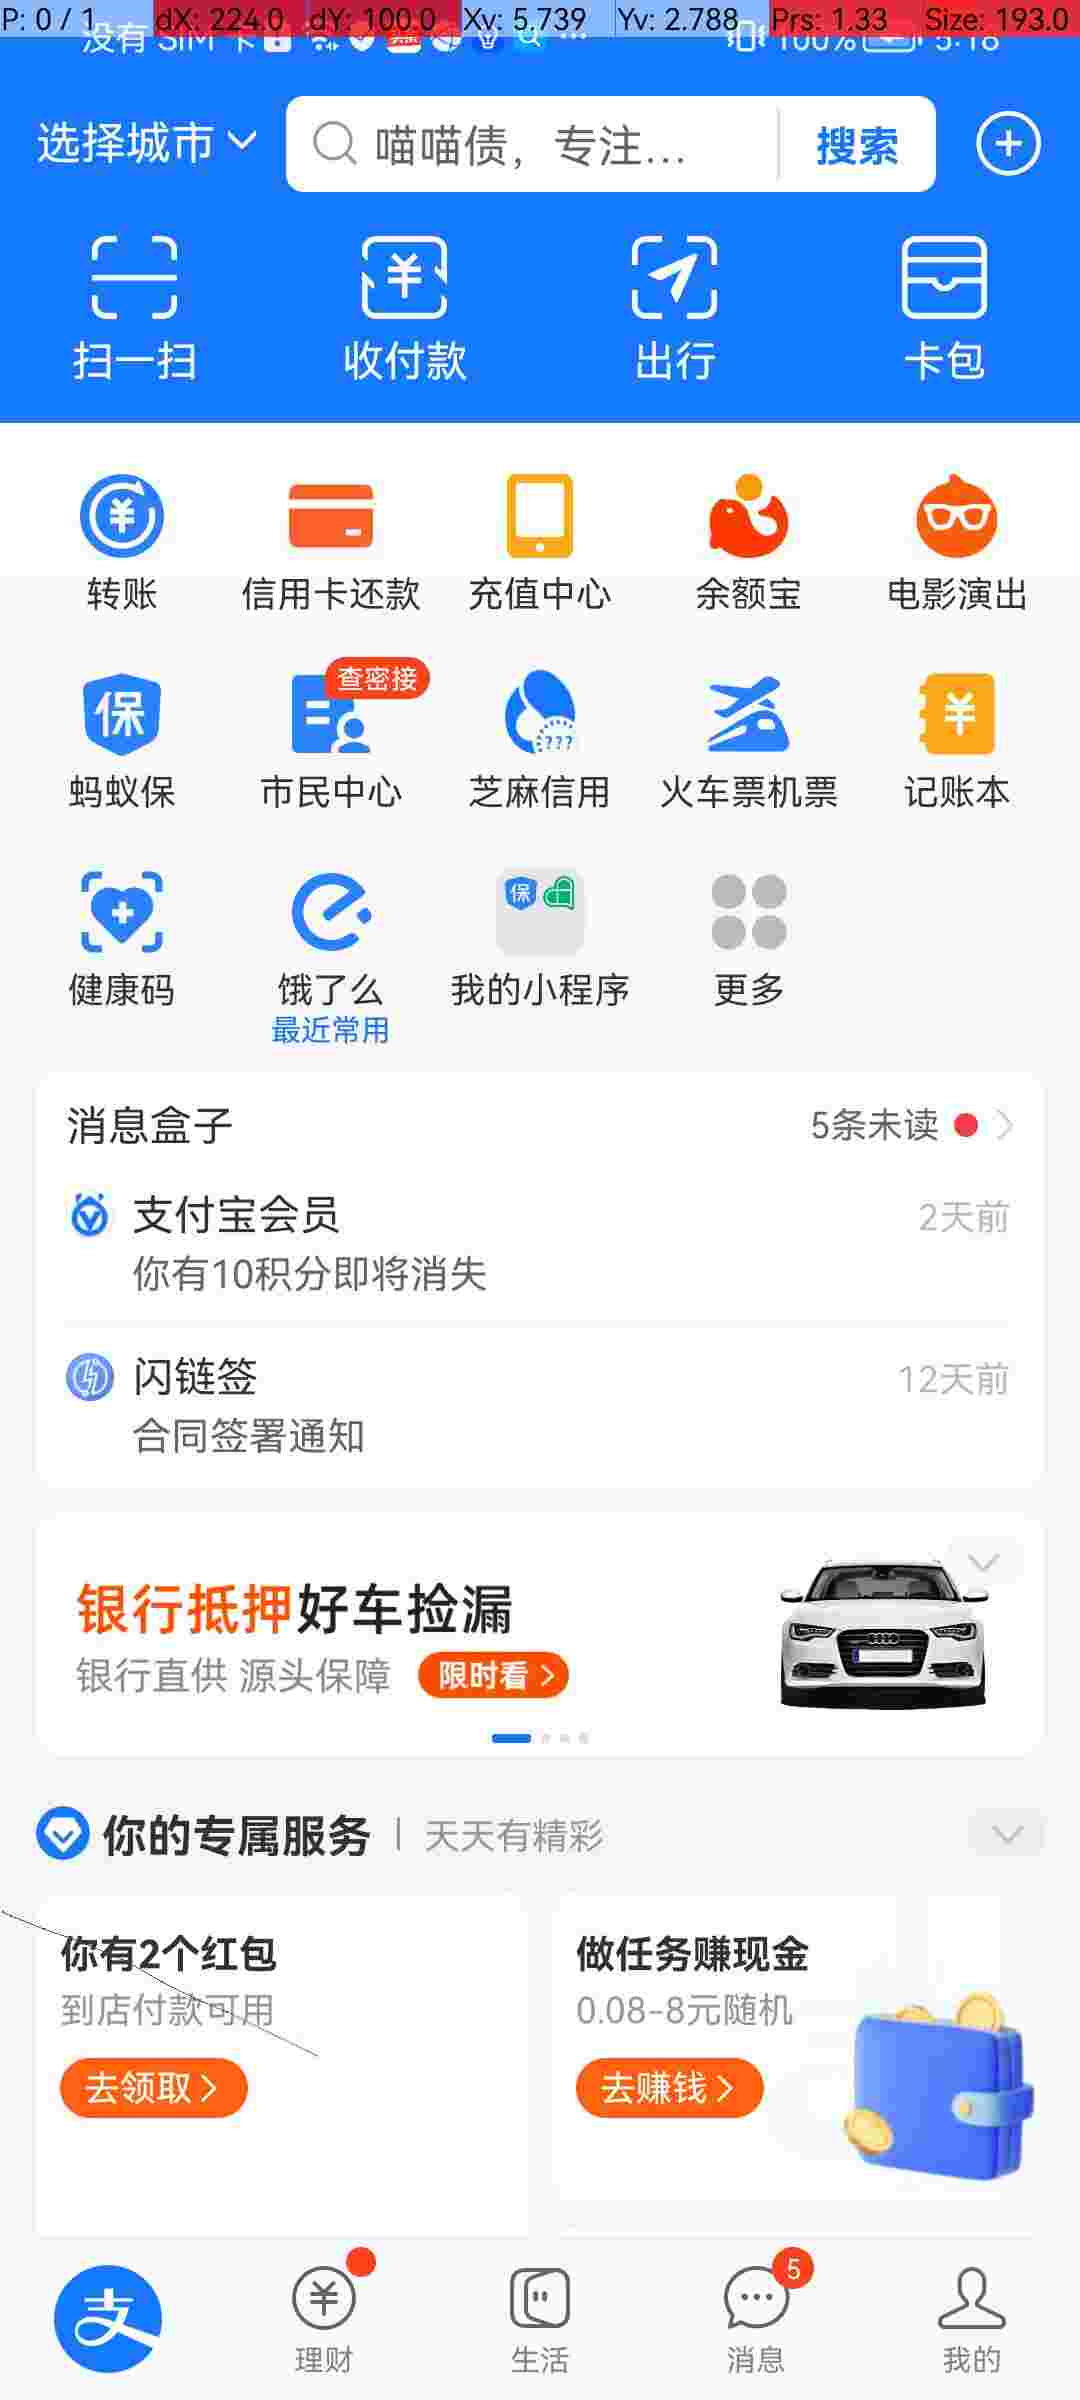 P: 0 / 1 dX: 224.0 dY: 100.0 Xv: 5.739 Yv: 2.788 Prs: 1.33 Size: 193.0
没有 SIM 卡 100% 5:18
选择城市 喵喵债，专注... 搜索
扫一扫 收付款 出行 卡包
转账 信用卡还款 充值中心 余额宝 电影演出
查密接
保 ???
蚂蚁保 市民中心 芝麻信用 火车票机票 记账本
保
健康码 饿了么 我的小程序 更多
最近常用
消息盒子 5条未读
支付宝会员 2天前
你有10积分即将消失
闪链签 12天前
合同签署通知
银行抵押好车捡漏
银行直供 源头保障 限时看
你的专属服务 天天有精彩
你有2个红包 做任务赚现金
到店付款可用 0.08-8元随机
去领取 去赚钱
5
支 理财 生活 消息 我的